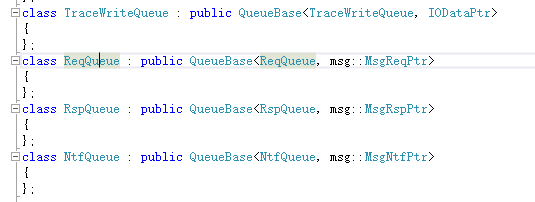 class TraceWriteQueue : public QueueBase<TraceWriteQueue, IODataPtr>
{
};
class ReqQueue : public QueueBase<ReqQueue, msg::MsgReqPtr>
{
};
class RspQueue : public QueueBase<RspQueue, msg::MsgRspPtr>
{
};
class NtfQueue : public QueueBase<NtfQueue, msg::MsgNtfPtr>
{
};